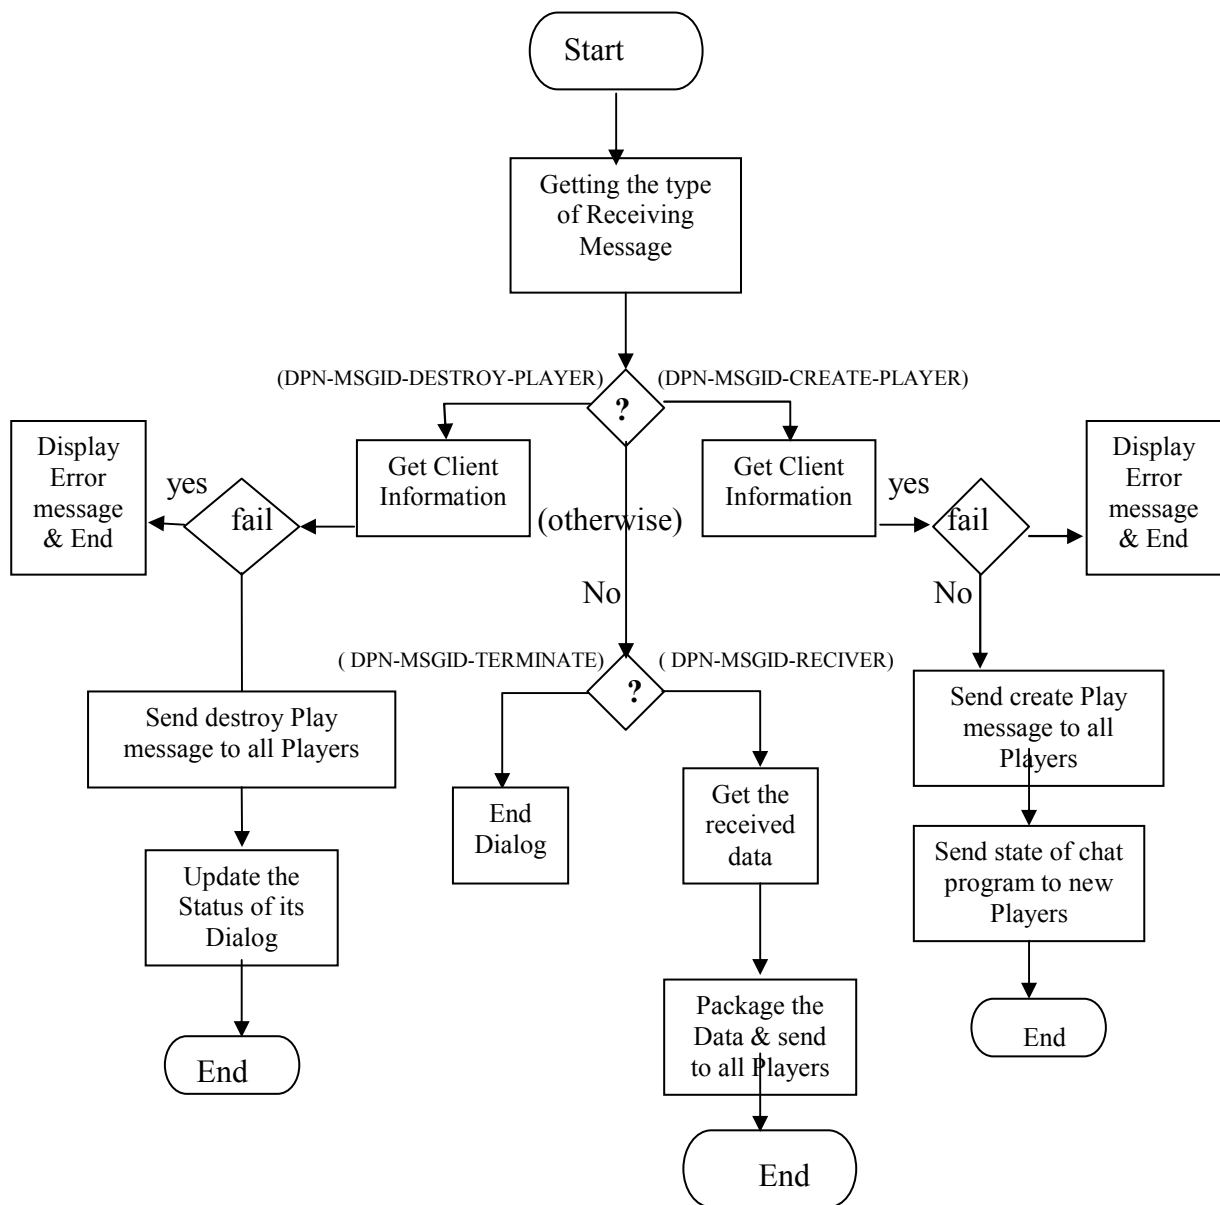 Start
Getting the type
of Receiving
Message
(DPN-MSGID-DESTROY-PLAYER)
(DPN-MSGID-CREATE-PLAYER)
?
Display
Error
message
& End
yes
fail
Get Client
Information
(otherwise)
Get Client
Information
yes
fail
Display
Error
message
& End
No
No
( DPN-MSGID-TERMINATE)
( DPN-MSGID-RECIVER)
?
Send destroy Play
message to all Players
End
Dialog
Get the
received
data
Send create Play
message to all
Players
Update the
Status of its
Dialog
Send state of chat
program to new
Players
Package the
Data & send
to all Players
End
End
End